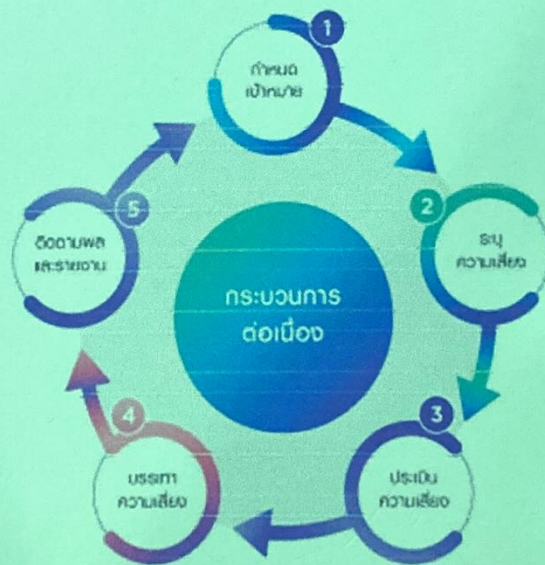 1
กำหนด
เป้าหมาย
2
ระบุ
ความเสี่ยง
3
ประเมิน
ความเสี่ยง
4
บรรเทา
ความเสี่ยง
5
ติดตามผล
และรายงาน
กระบวนการ
ต่อเนื่อง